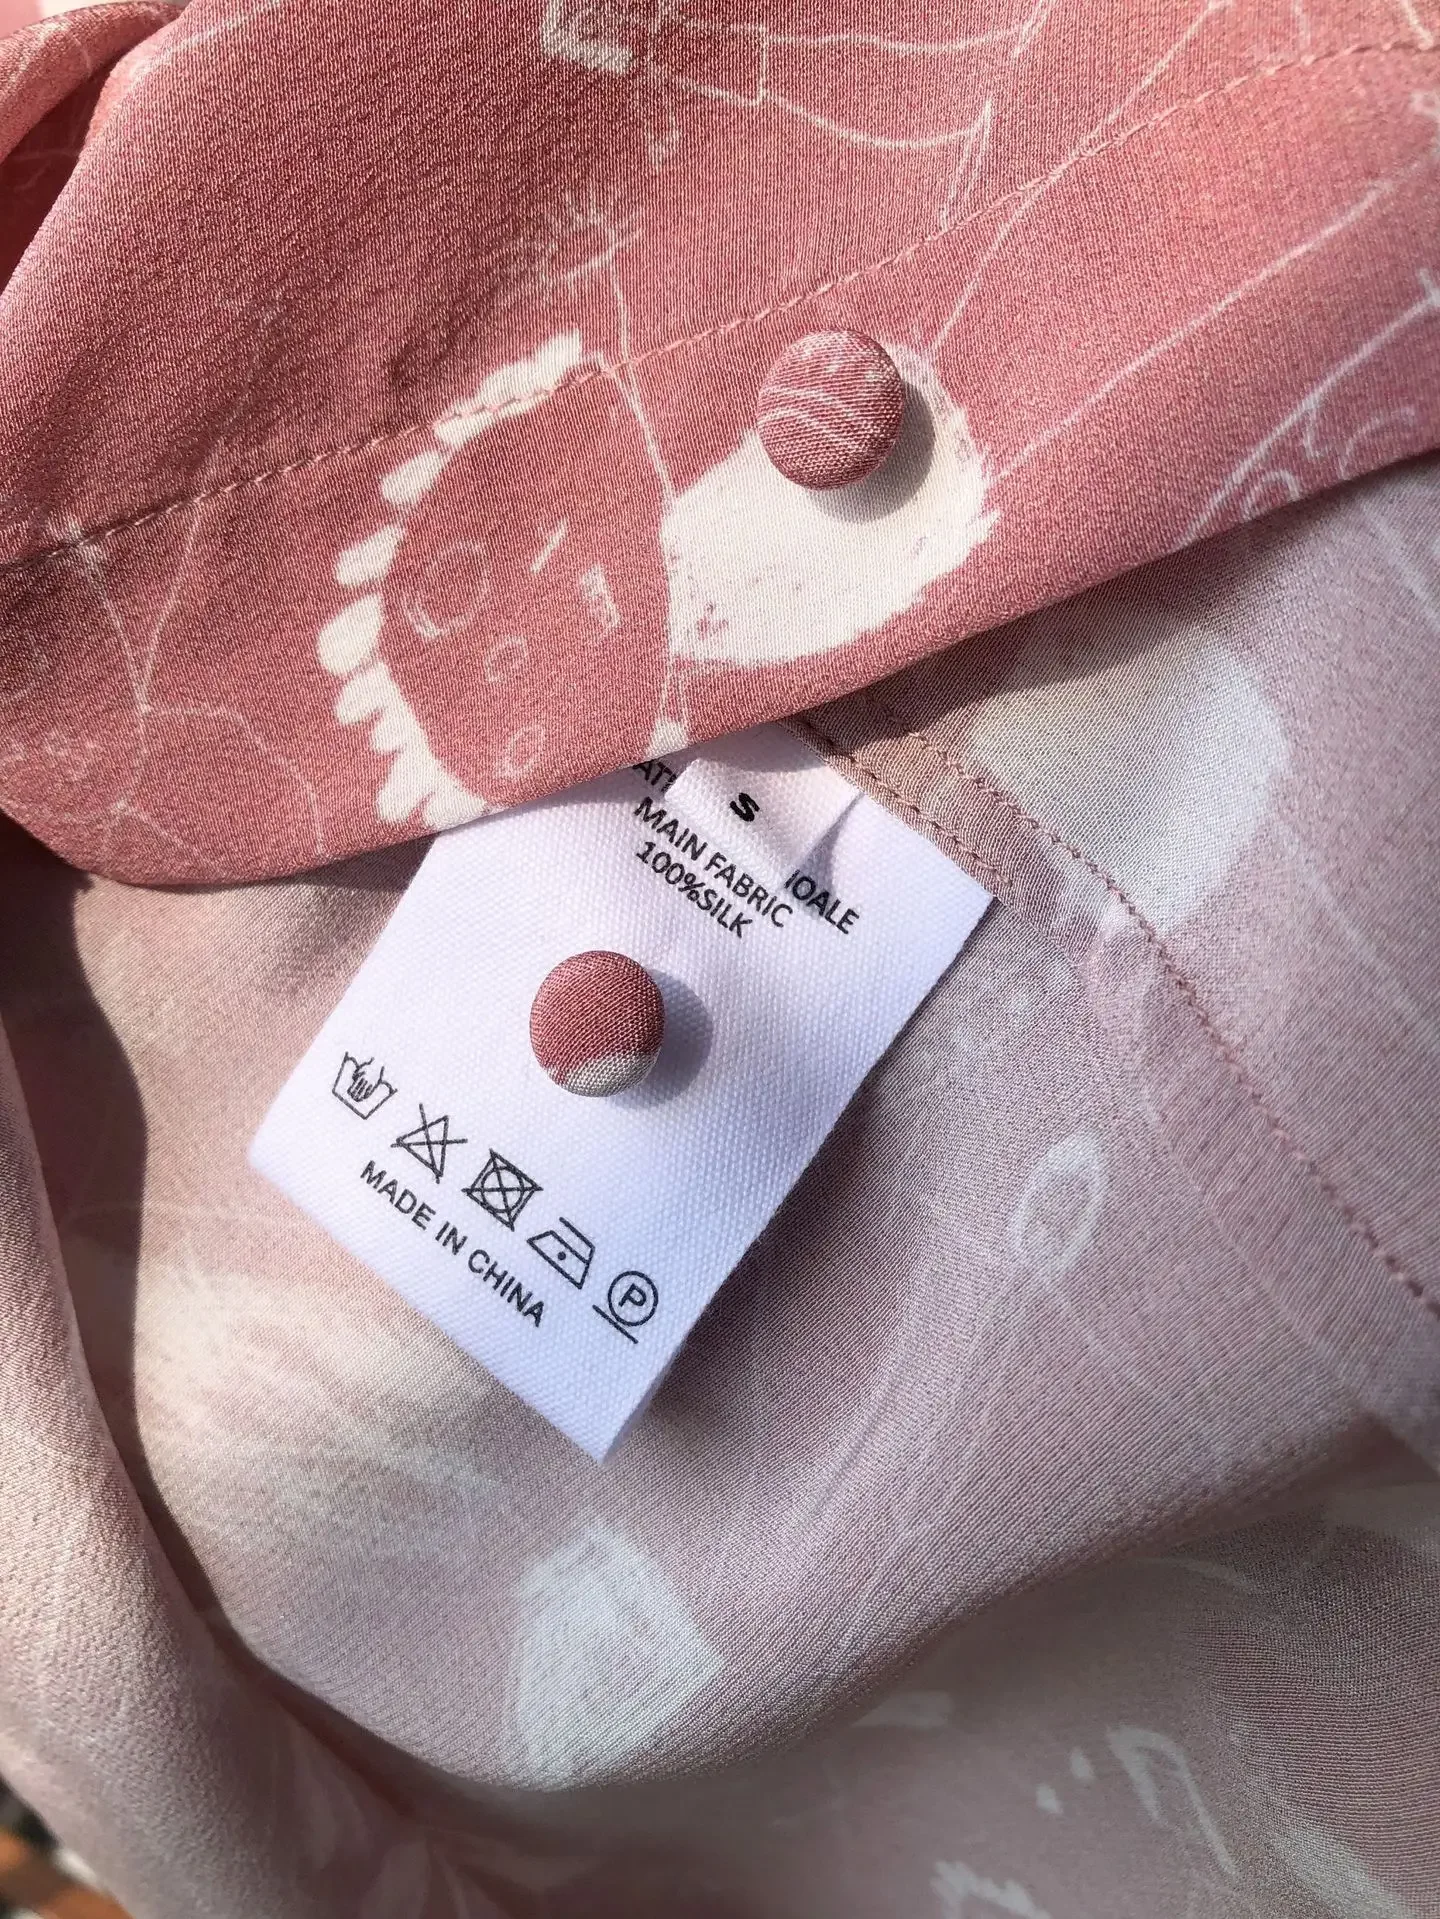 S
MAIN FABRIC
100%SILK
MADE IN CHINA
P